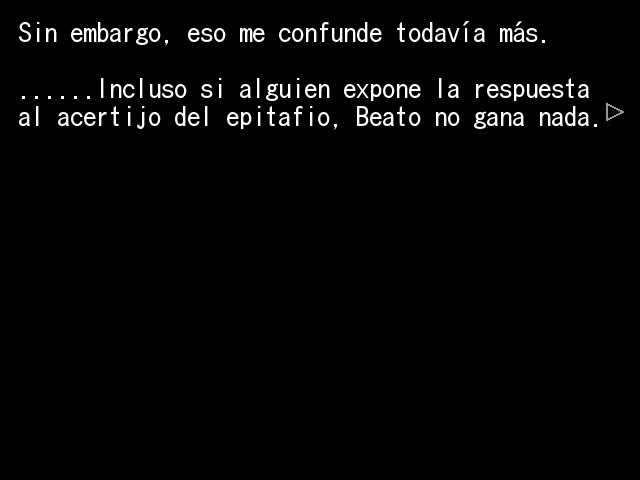 Sin embargo, eso me confunde todavía más.
......Incluso si alguien expone la respuesta
al acertijo del epitafio, Beato no gana nada.